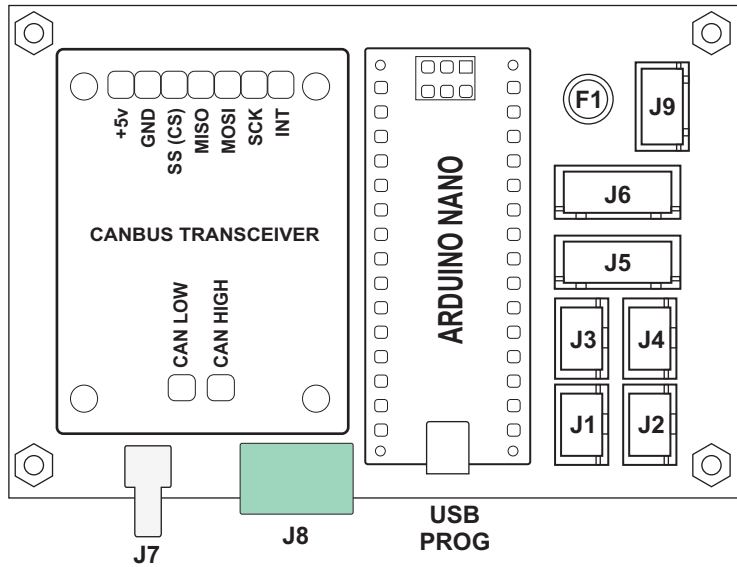 +5v
GND
SS (CS)
MISO
MOSI
SCK
INT
CANBUS TRANSCEIVER
CAN LOW
CAN HIGH
ARDUINO NANO
F1
J9
J6
J5
J3
J4
J1
J2
J7
J8
USB
PROG